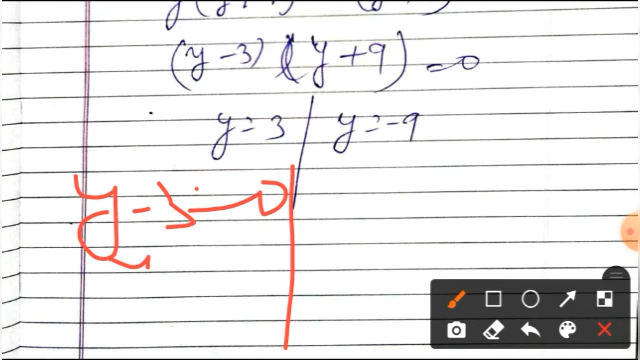 (y - 3) (y + 9) = 0
y = 3 | y = -9
y - 3 = 0